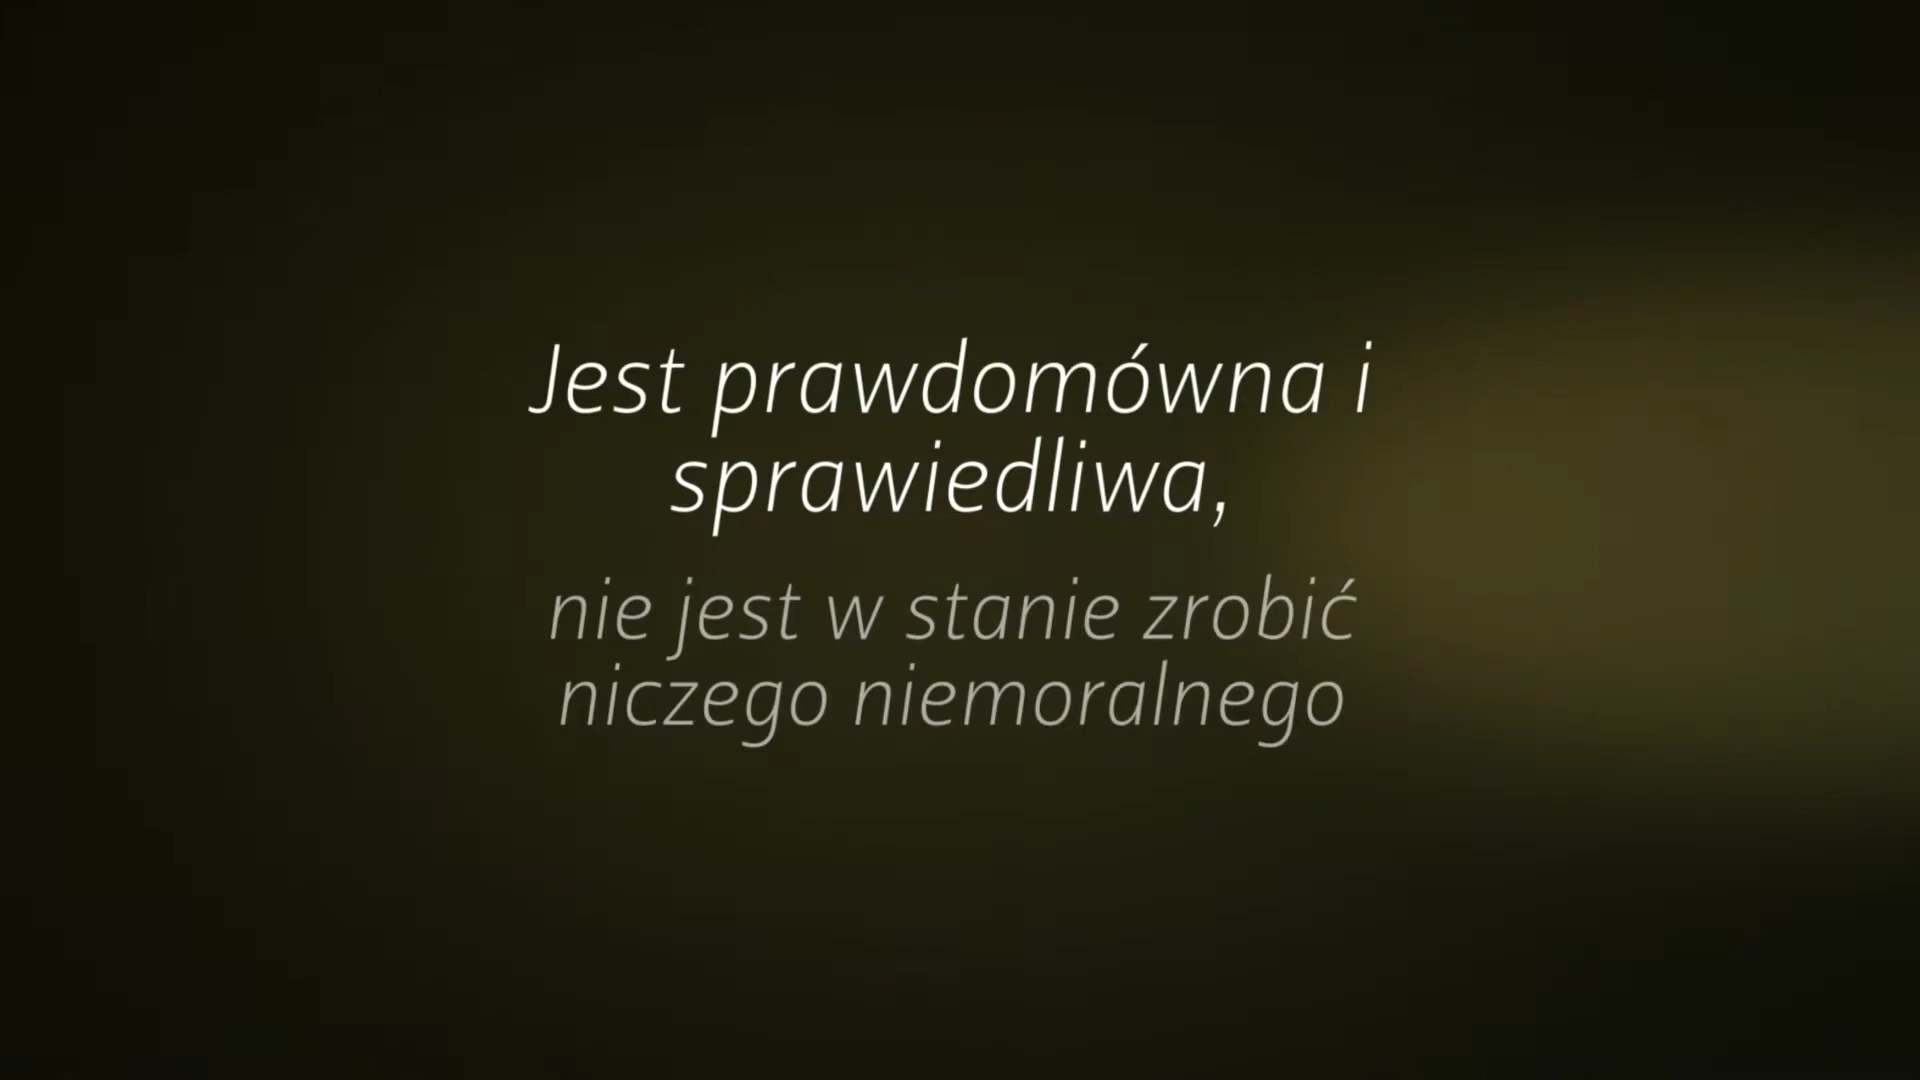 Jest prawdomówna i
sprawiedliwa,
nie jest w stanie zrobić
niczego niemoralnego